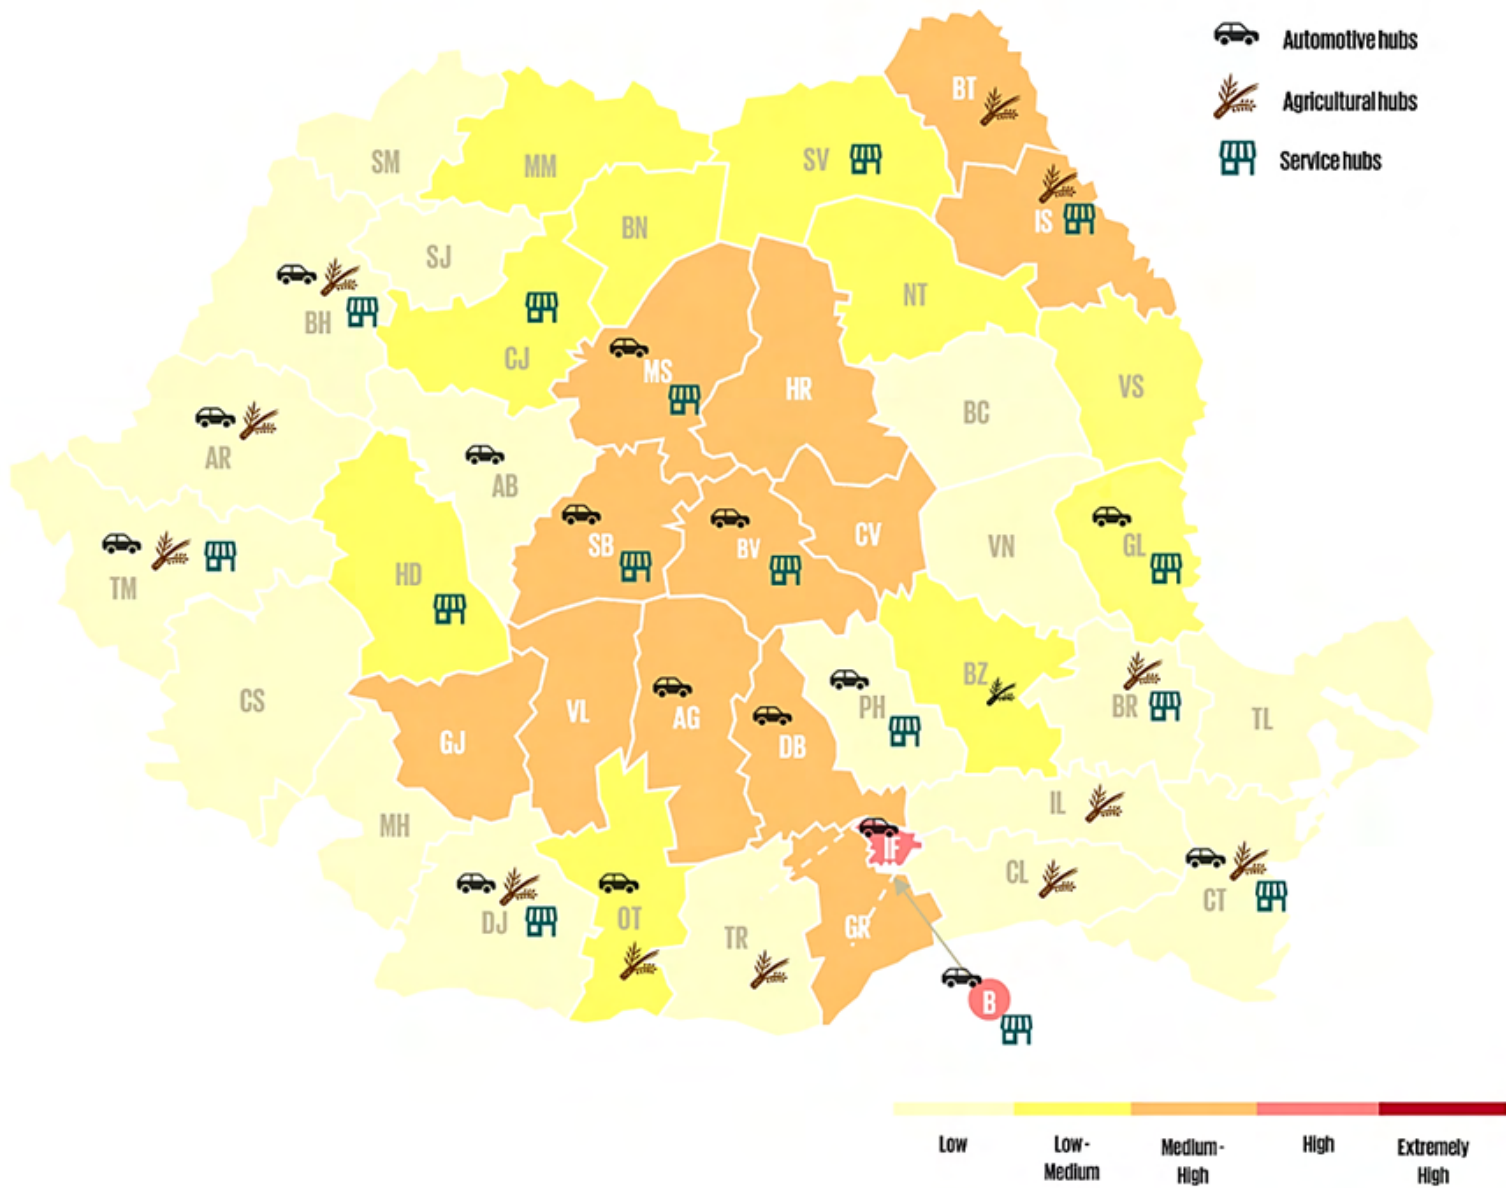 Automotive hubs
Agricultural hubs
Service hubs
BT
SM
MM
SV
IS
BN
SJ
NT
BH
CJ
MS
HR
VS
BC
AR
AB
SB
BV
CV
VN
GL
TM
HD
BZ
CS
VL
AG
PH
BR
TL
GJ
DB
IL
MH
IF
CL
CT
DJ
OT
TR
GR
B
Low
Low-
Medium
Medium-
High
High
Extremely
High